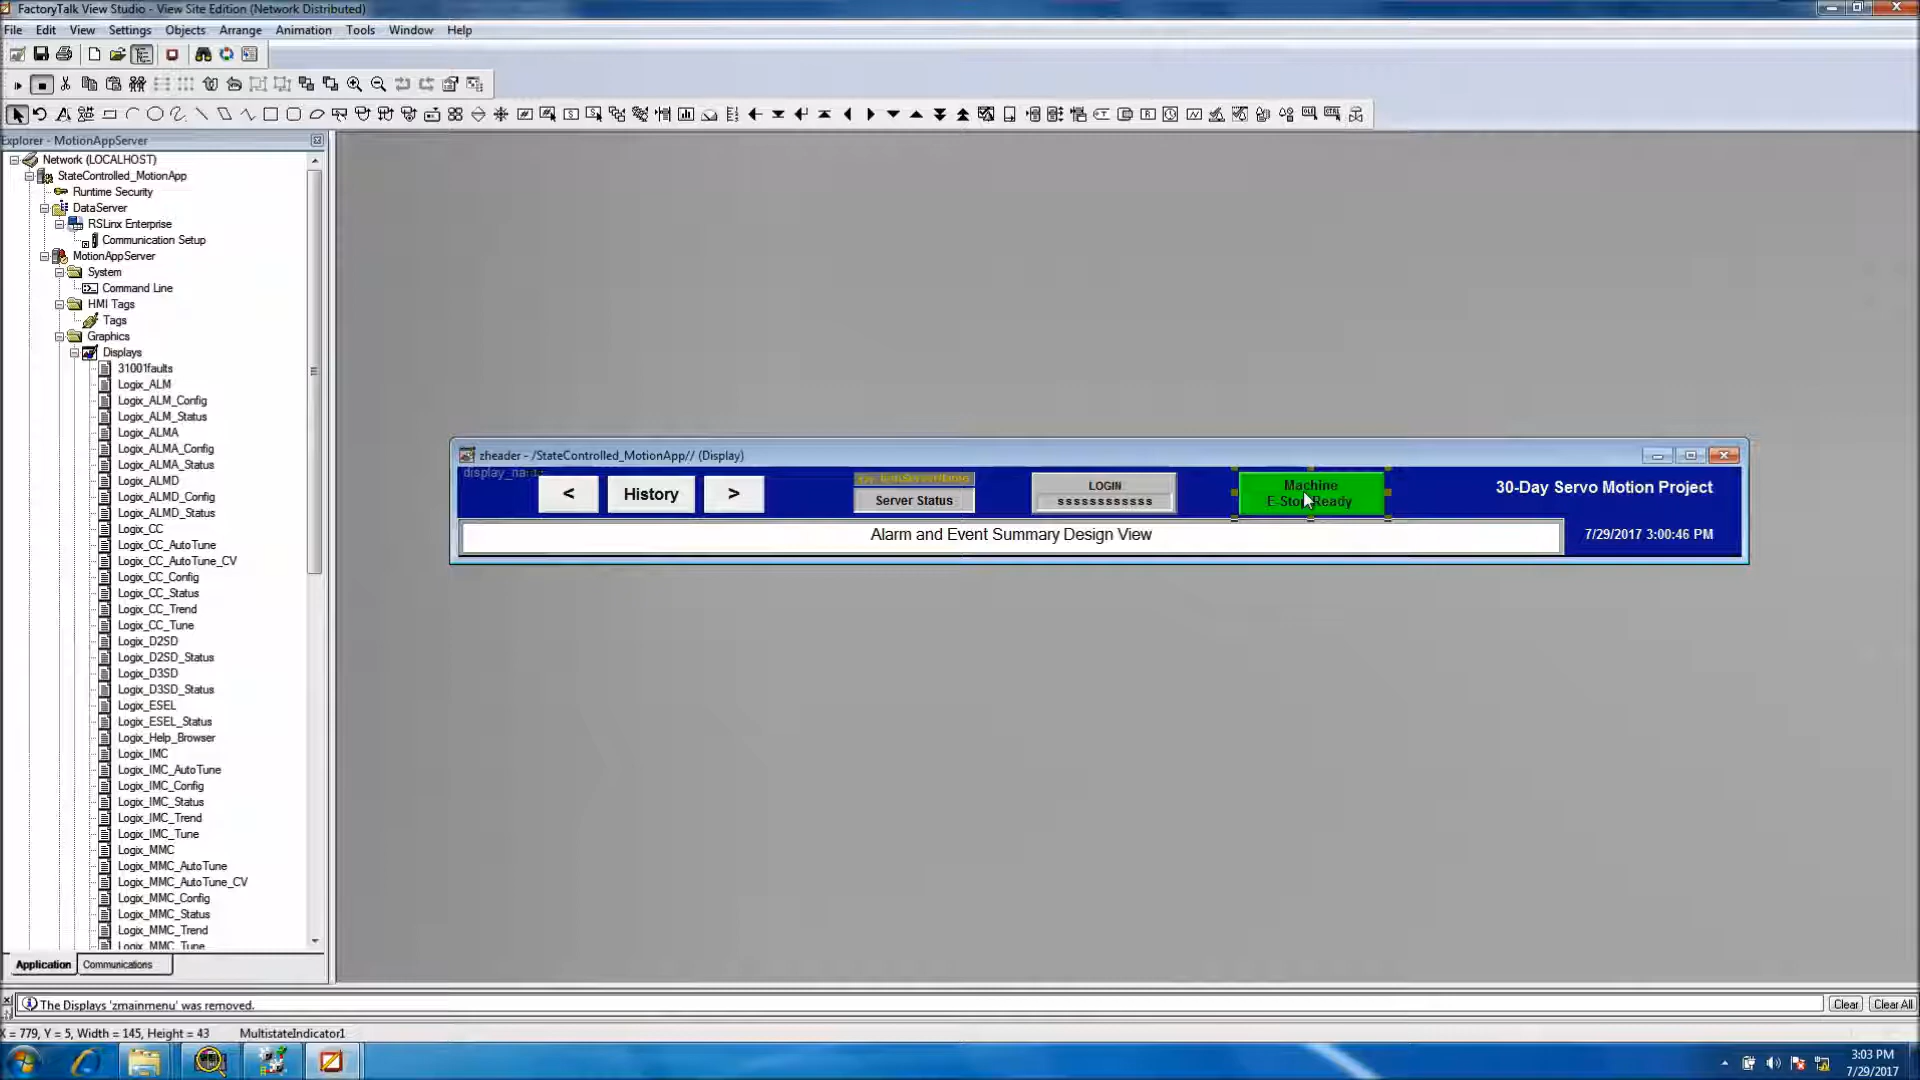 FactoryTalk View Studio - View Site Edition (Network Distributed)
File Edit View Settings Objects Arrange Animation Tools Window Help
Explorer - MotionAppServer
Network (LOCALHOST)
StateControlled_MotionApp
Runtime Security
DataServer
RSLinx Enterprise
Communication Setup
MotionAppServer
System
Command Line
HMI Tags
Tags
Graphics
Displays
31001faults
Logix_ALM
Logix_ALM_Config
Logix_ALM_Status
Logix_ALMA
Logix_ALMA_Config
Logix_ALMA_Status
Logix_ALMD
Logix_ALMD_Config
Logix_ALMD_Status
Logix_CC
Logix_CC_AutoTune
Logix_CC_AutoTune_CV
Logix_CC_Config
Logix_CC_Status
Logix_CC_Trend
Logix_CC_Tune
Logix_D2SD
Logix_D2SD_Status
Logix_D3SD
Logix_D3SD_Status
Logix_ESEL
Logix_ESEL_Status
Logix_Help_Browser
Logix_IMC
Logix_IMC_AutoTune
Logix_IMC_Config
Logix_IMC_Status
Logix_IMC_Trend
Logix_IMC_Tune
Logix_MMC
Logix_MMC_AutoTune
Logix_MMC_AutoTune_CV
Logix_MMC_Config
Logix_MMC_Status
Logix_MMC_Trend
Logix_MMC_Tune
Application Communications
zheader - /StateControlled_MotionApp// (Display)
< History >
Server Status
LOGIN
ssssssssssss
Machine
E-Stop Ready
30-Day Servo Motion Project
Alarm and Event Summary Design View
7/29/2017 3:00:46 PM
The Displays 'zmainmenu' was removed.
Clear Clear All
X = 779, Y = 5, Width = 145, Height = 43 MultistateIndicator1
3:03 PM
7/29/2017